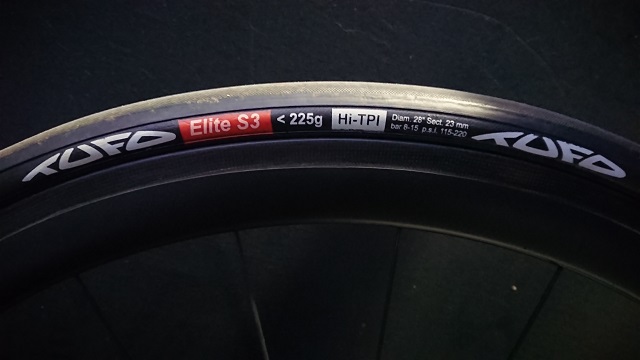 TUFO Elite S3 < 225g Hi-TPI
Diam. 28" Sect. 23 mm
bar 8-15 p.s.i. 115-220
TUFO